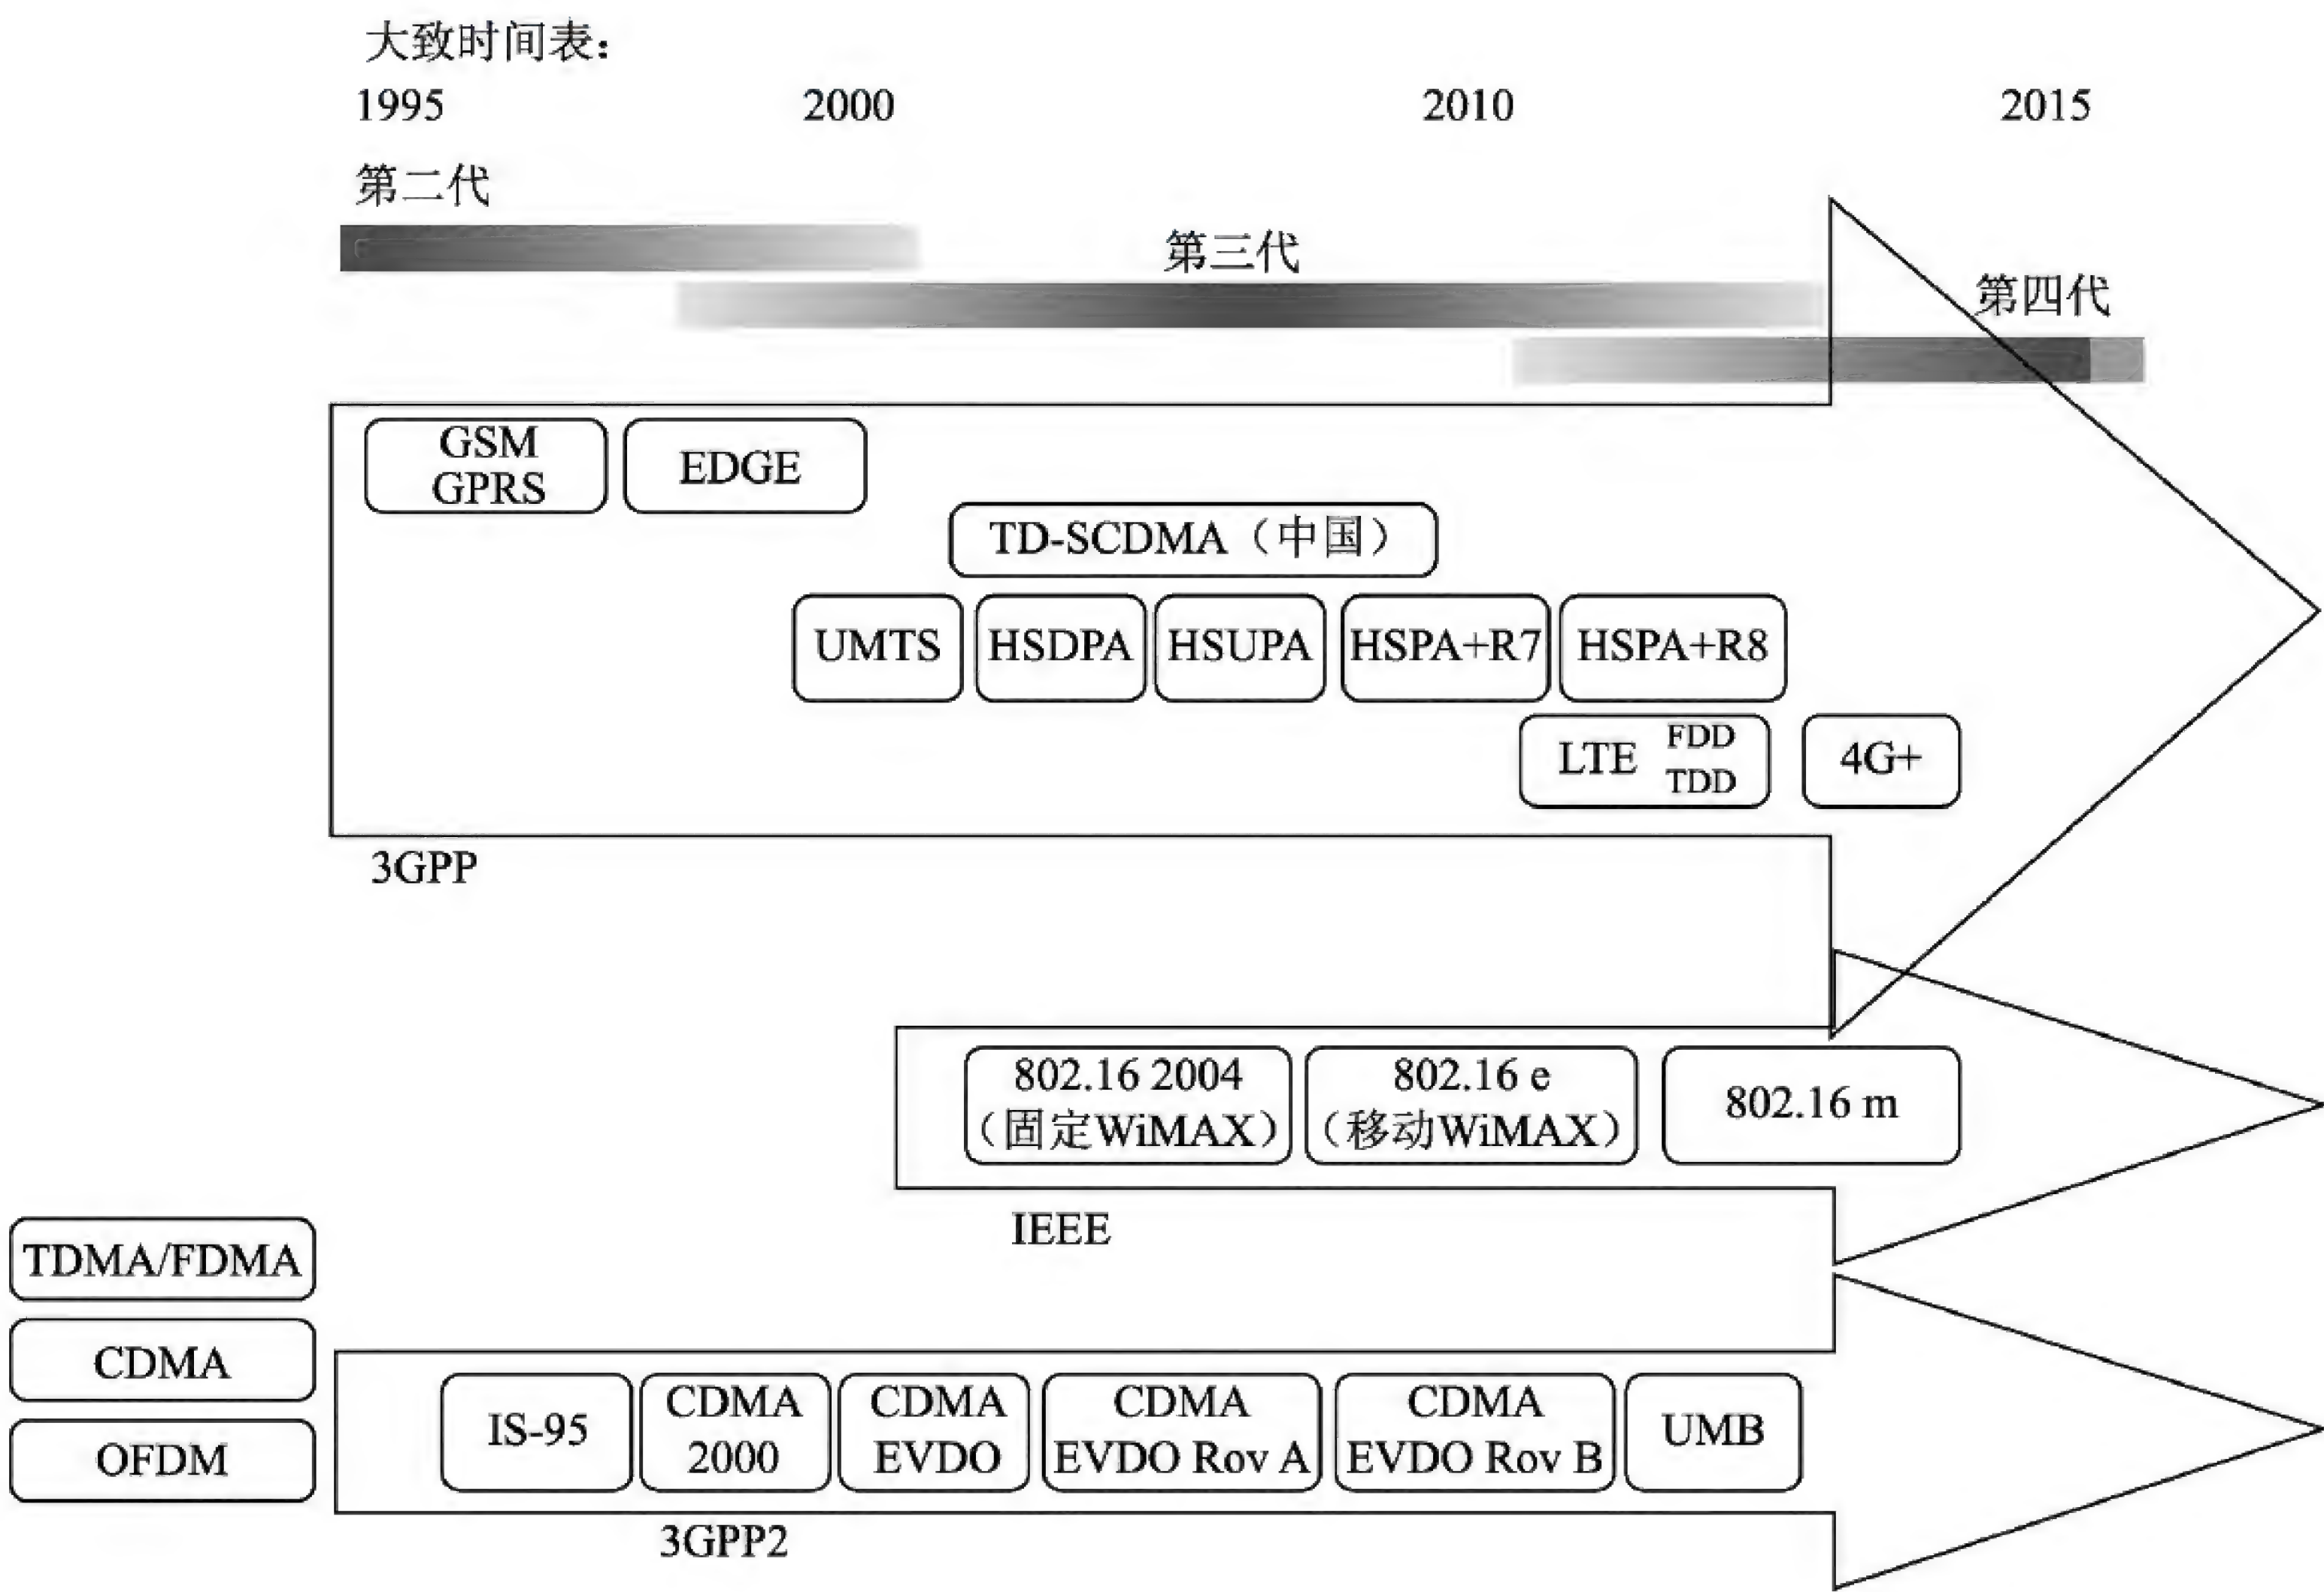 大致时间表:
1995 2000 2010 2015
第二代
第三代
第四代
GSM
GPRS
EDGE
TD-SCDMA（中国）
UMTS
HSDPA
HSUPA
HSPA+R7
HSPA+R8
LTE
FDD
TDD
4G+
3GPP
802.16 2004
（固定WiMAX）
802.16 e
（移动WiMAX）
802.16 m
IEEE
TDMA/FDMA
CDMA
OFDM
IS-95
CDMA
2000
CDMA
EVDO
CDMA
EVDO Rov A
CDMA
EVDO Rov B
UMB
3GPP2